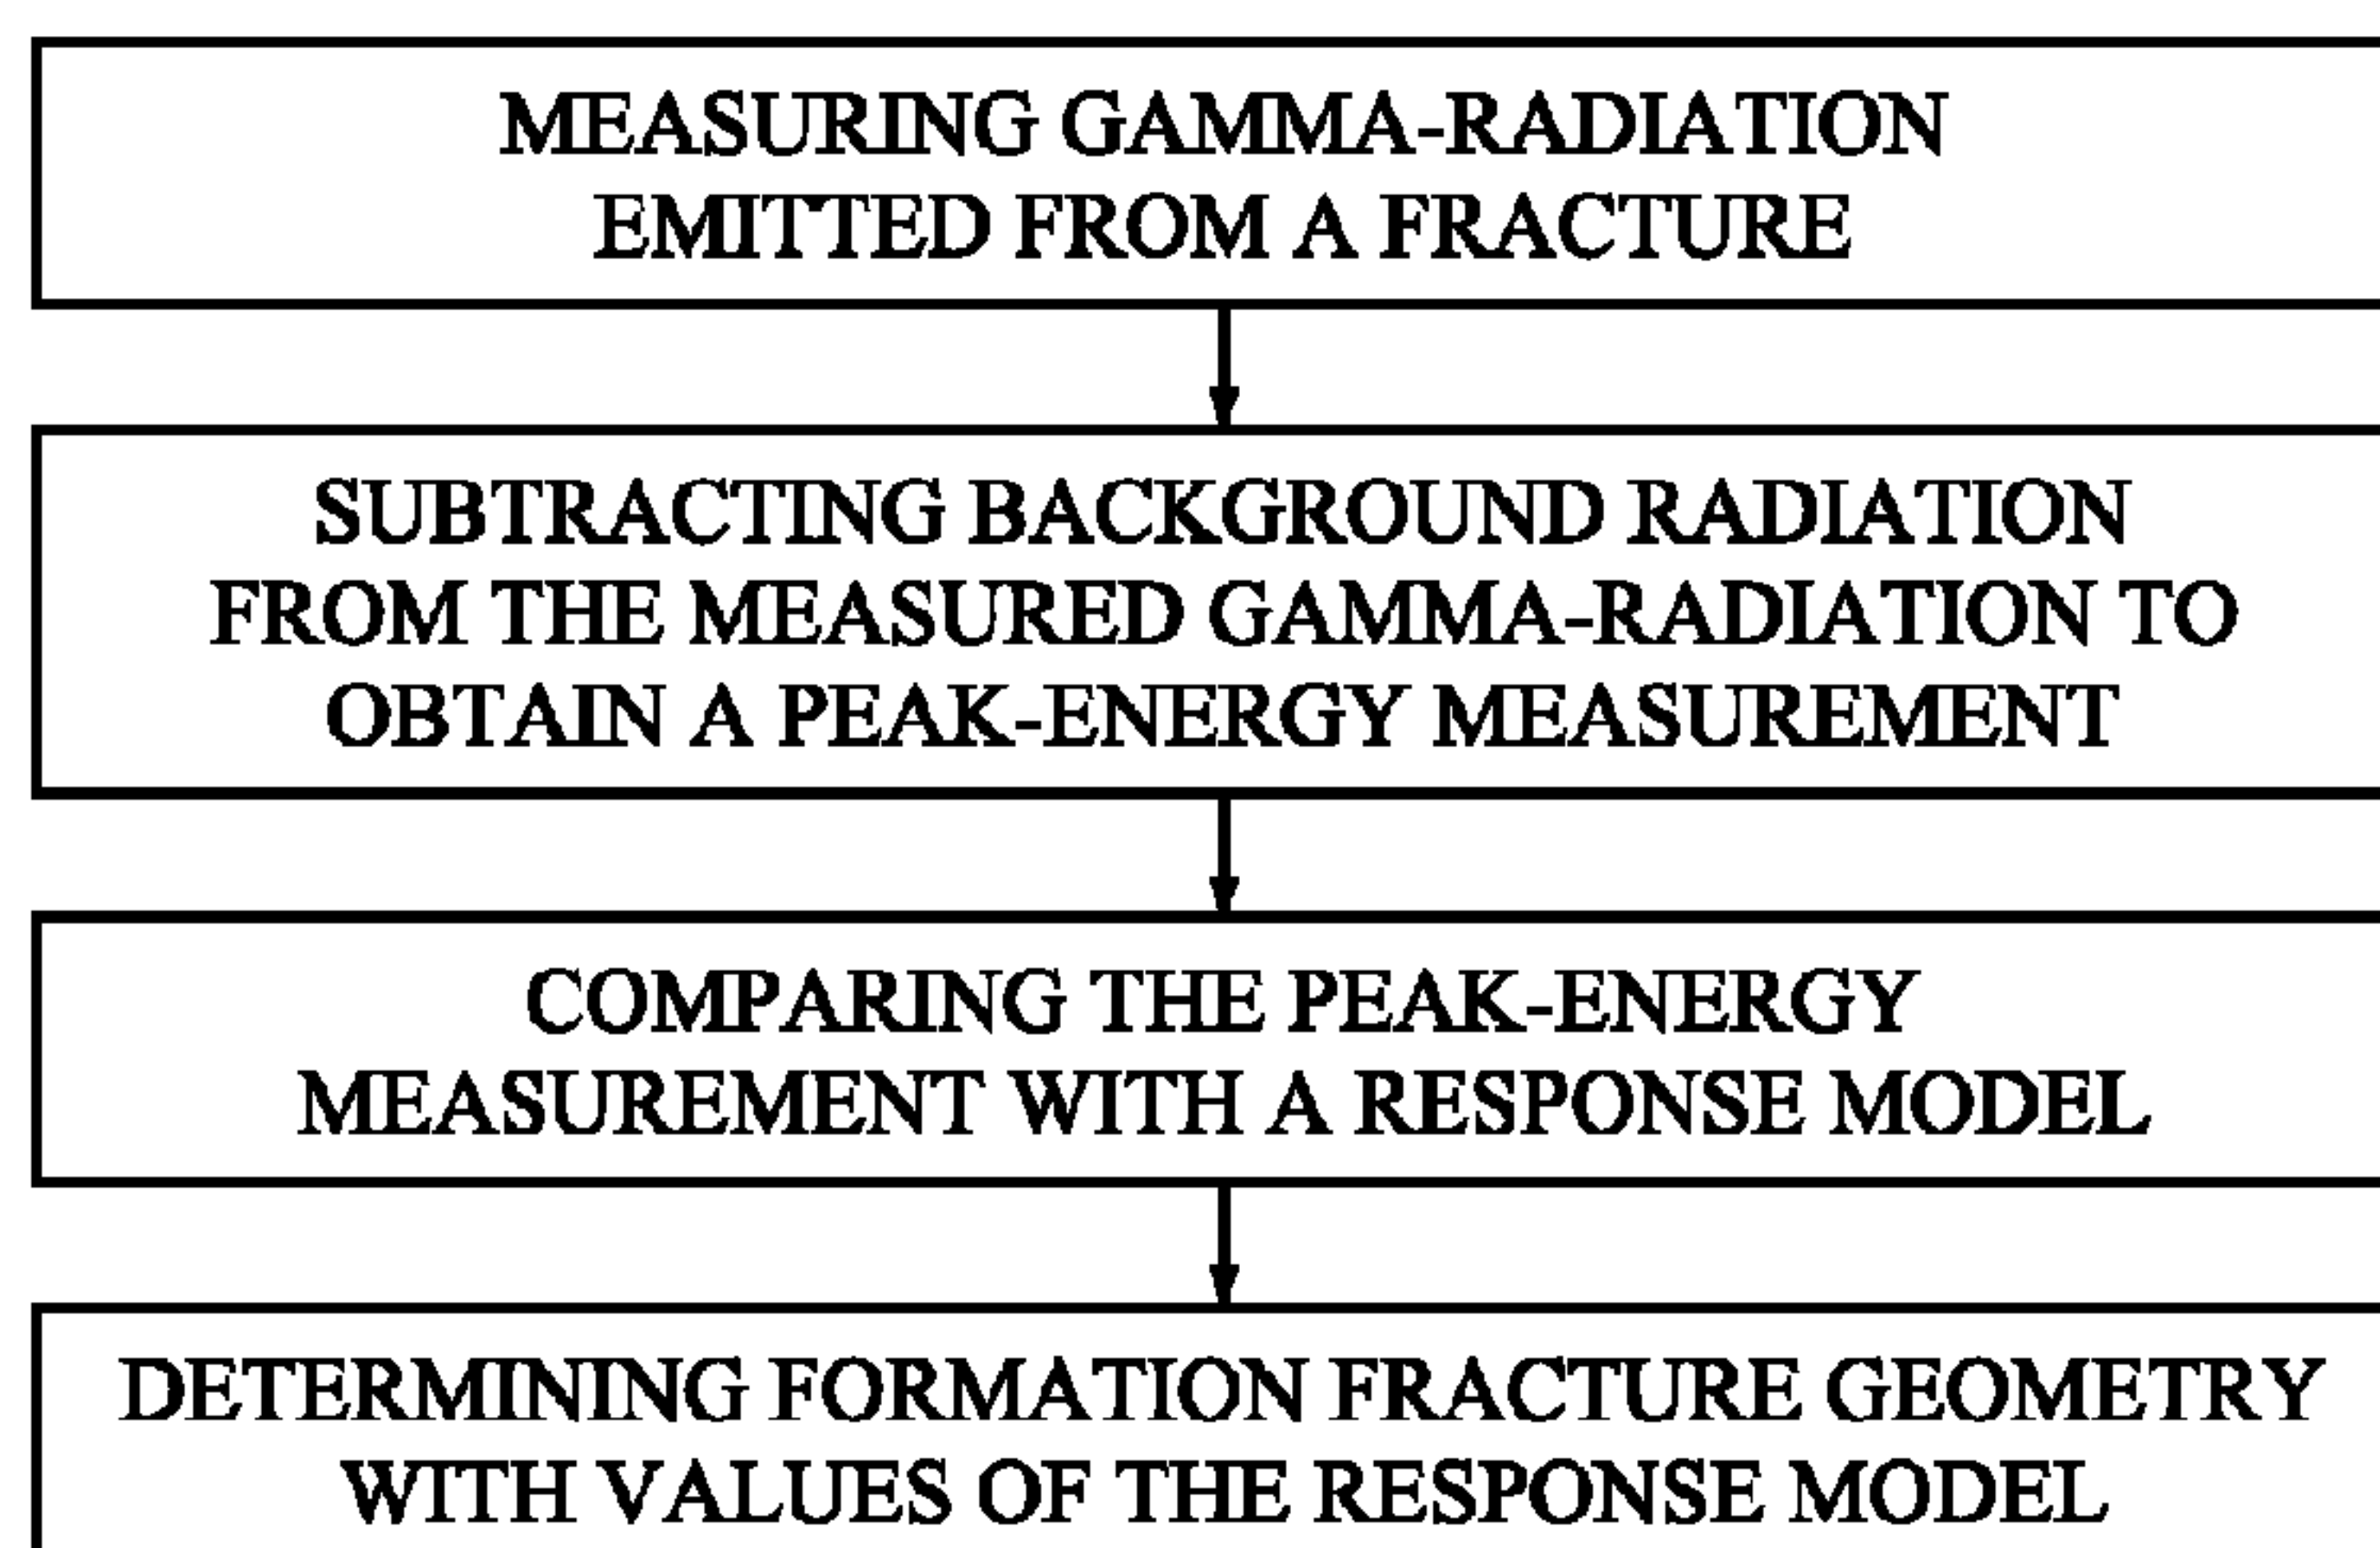 MEASURING GAMMA-RADIATION
EMITTED FROM A FRACTURE
SUBTRACTING BACKGROUND RADIATION
FROM THE MEASURED GAMMA-RADIATION TO
OBTAIN A PEAK-ENERGY MEASUREMENT
COMPARING THE PEAK-ENERGY
MEASUREMENT WITH A RESPONSE MODEL
DETERMINING FORMATION FRACTURE GEOMETRY
WITH VALUES OF THE RESPONSE MODEL